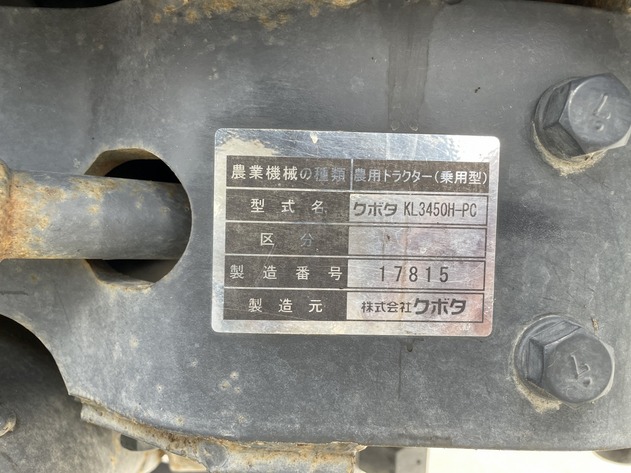 農業機械の種類 農用トラクター(乗用型)
型式名 クボタ KL3450H-PC
区分
製造番号 17815
製造元 株式会社クボタ